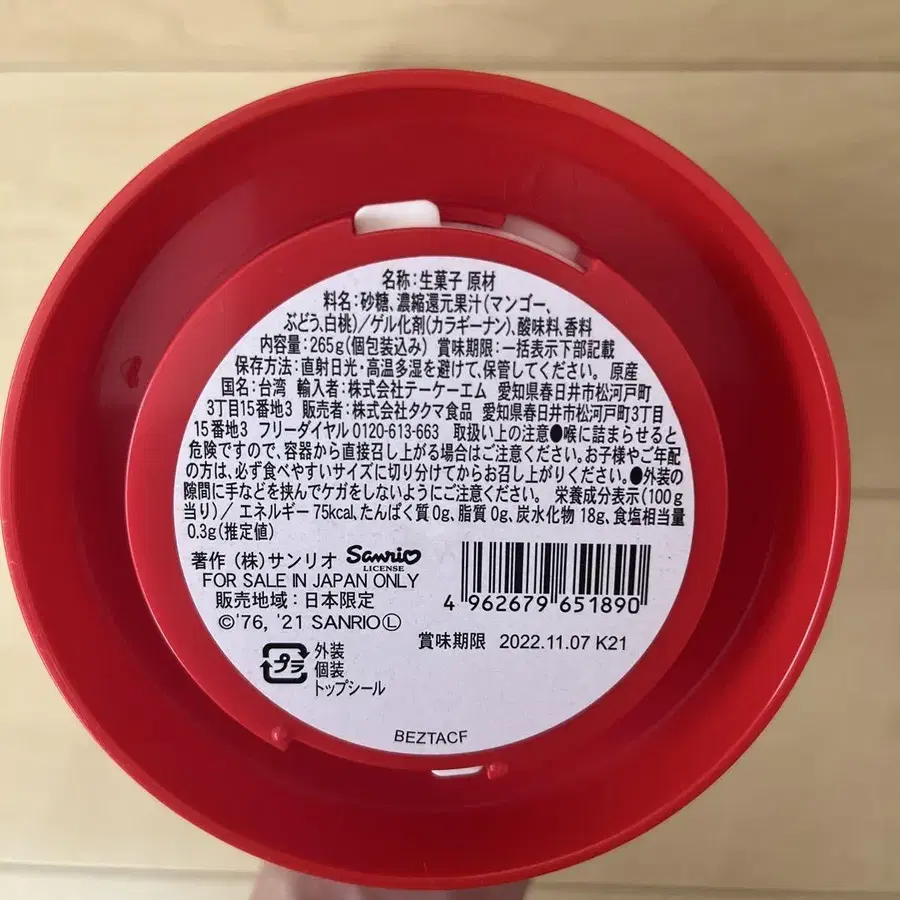 名称:生菓子 原材
料名:砂糖、濃縮還元果汁(マンゴー、
ぶどう、白桃)/ゲル化剤(カラギーナン)、酸味料、香料
内容量:265g(個包装込み) 賞味期限:一括表示下部記載
保存方法:直射日光・高温多湿を避けて、保管してください。 原産
国名:台湾 輸入者:株式会社テーケーエム 愛知県春日井市松河戸町
3丁目15番地3 販売者:株式会社タクマ食品 愛知県春日井市松河戸町3丁目
15番地3 フリーダイヤル 0120-613-663 取扱い上の注意●喉に詰まらせると
危険ですので、容器から直接召し上がる場合はご注意ください。お子様やご年配
の方は、必ず食べやすいサイズに切り分けてからお召し上がりください。●外装の
隙間に手などを挟んでケガをしないようにご注意ください。 栄養成分表示(100g
当り)/ エネルギー 75kcal、たんぱく質 0g、脂質 0g、炭水化物 18g、食塩相当量
0.3g(推定値)
著作 (株)サンリオ Sanrio
LICENSE
FOR SALE IN JAPAN ONLY
販売地域:日本限定
©'76, '21 SANRIO Ⓛ
4 962679 651890
賞味期限 2022.11.07 K21
プラ
外装
個装
トップシール
BEZTACF